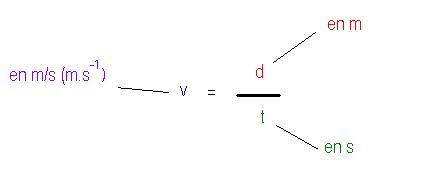 en m
en m/s (m.s-1)
v = d
t
en s